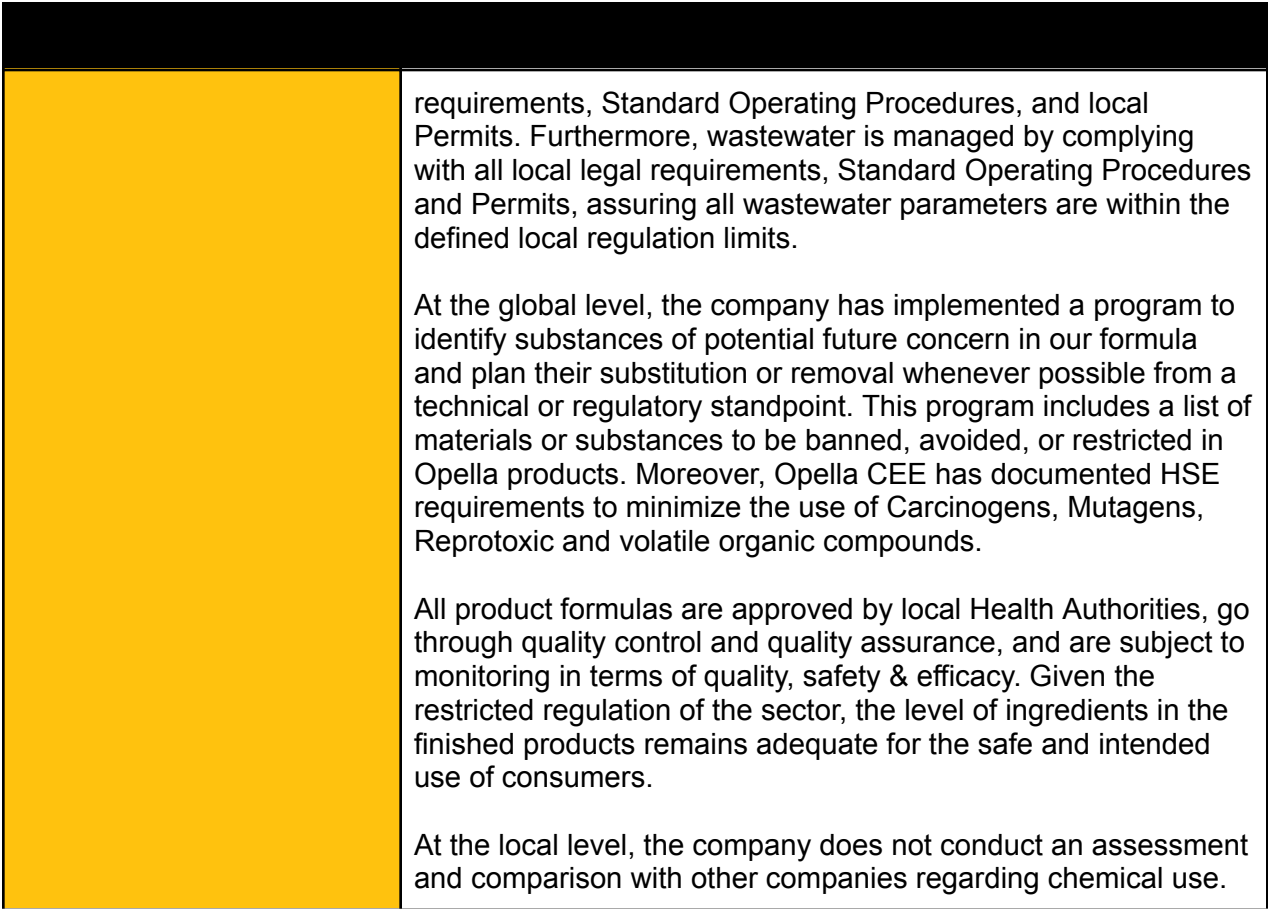 requirements, Standard Operating Procedures, and local
Permits. Furthermore, wastewater is managed by complying
with all local legal requirements, Standard Operating Procedures
and Permits, assuring all wastewater parameters are within the
defined local regulation limits.
At the global level, the company has implemented a program to
identify substances of potential future concern in our formula
and plan their substitution or removal whenever possible from a
technical or regulatory standpoint. This program includes a list of
materials or substances to be banned, avoided, or restricted in
Opella products. Moreover, Opella CEE has documented HSE
requirements to minimize the use of Carcinogens, Mutagens,
Reprotoxic and volatile organic compounds.
All product formulas are approved by local Health Authorities, go
through quality control and quality assurance, and are subject to
monitoring in terms of quality, safety & efficacy. Given the
restricted regulation of the sector, the level of ingredients in the
finished products remains adequate for the safe and intended
use of consumers.
At the local level, the company does not conduct an assessment
and comparison with other companies regarding chemical use.